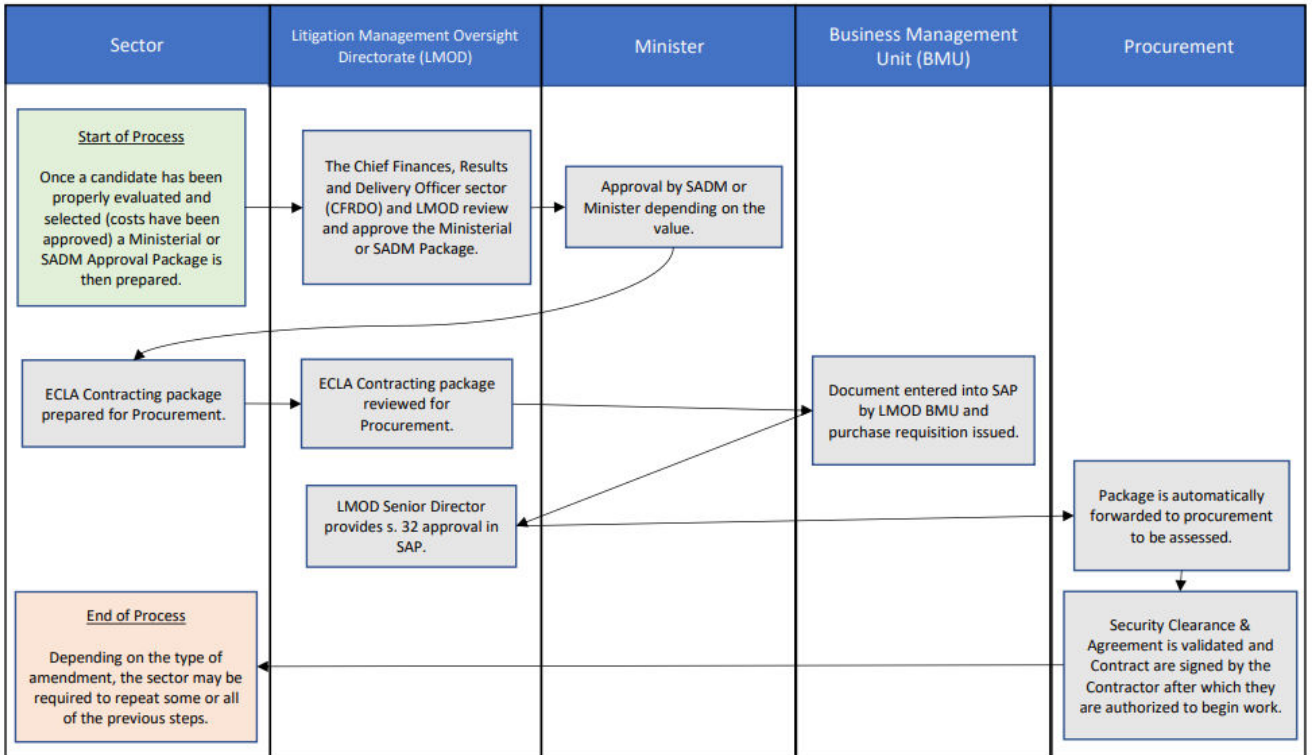 Sector
Litigation Management Oversight
Directorate (LMOD)
Minister
Business Management
Unit (BMU)
Procurement
Start of Process
Once a candidate has been
properly evaluated and
selected (costs have been
approved) a Ministerial or
SADM Approval Package is
then prepared.
The Chief Finances, Results
and Delivery Officer sector
(CFRDO) and LMOD review
and approve the Ministerial
or SADM Package.
Approval by SADM or
Minister depending on the
value.
ECLA Contracting package
prepared for Procurement.
ECLA Contracting package
reviewed for
Procurement.
Document entered into SAP
by LMOD BMU and
purchase requisition issued.
LMOD Senior Director
provides s. 32 approval in
SAP.
Package is automatically
forwarded to procurement
to be assessed.
Security Clearance &
Agreement is validated and
Contract are signed by the
Contractor after which they
are authorized to begin work.
End of Process
Depending on the type of
amendment, the sector may be
required to repeat some or all
of the previous steps.